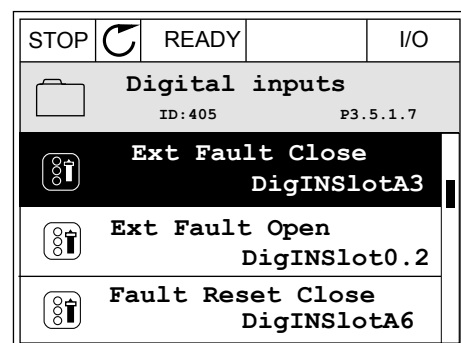 STOP READY I/O
Digital inputs
ID:405 P3.5.1.7
Ext Fault Close
DigINSlotA3
Ext Fault Open
DigINSlot0.2
Fault Reset Close
DigINSlotA6